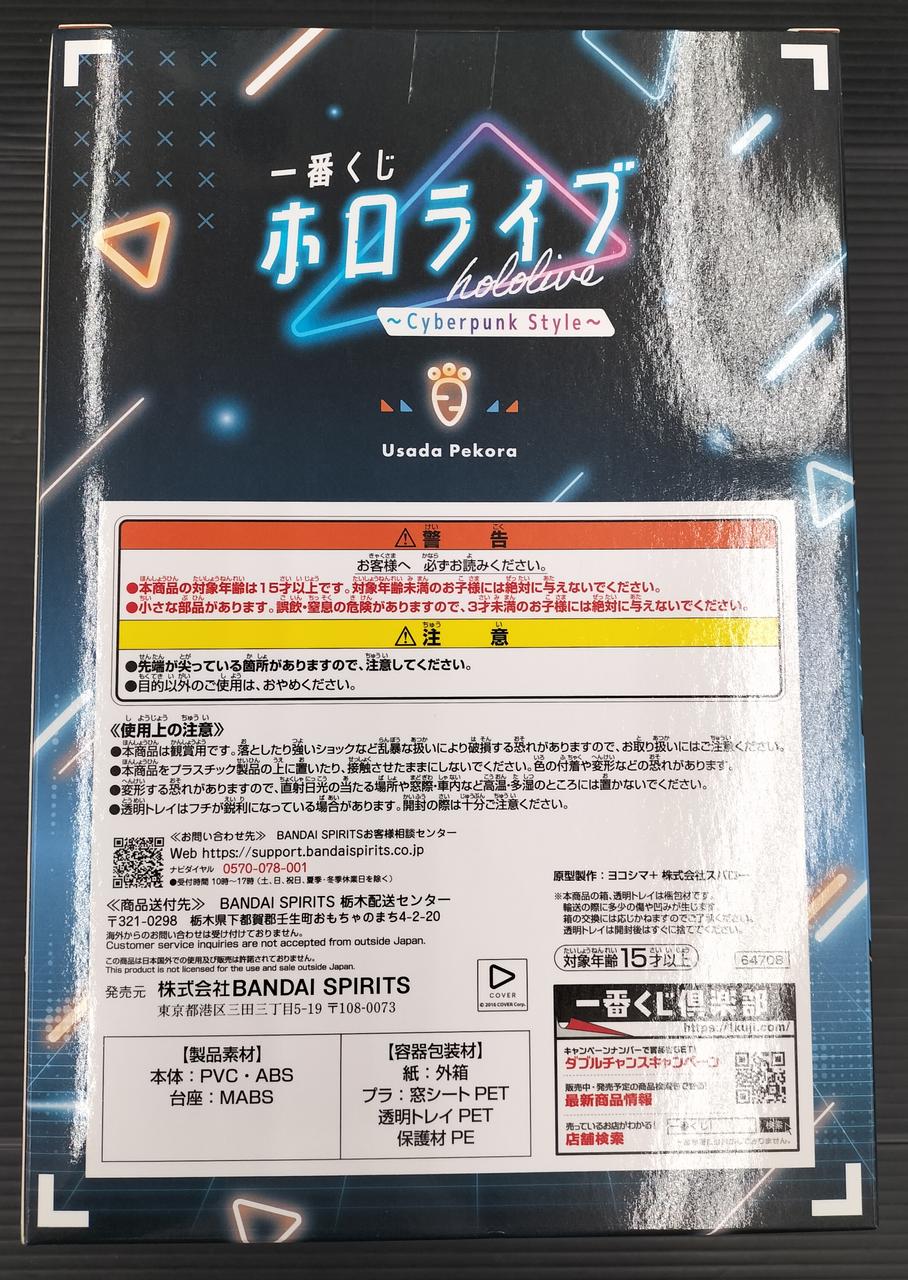 一番くじ
ホロライブ
hololive
～Cyberpunk Style～
Usada Pekora
⚠警告
お客様へ 必ずお読みください。
●本商品の対象年齢は15才以上です。対象年齢未満のお子様には絶対に与えないでください。
●小さな部品があります。誤飲・窒息の危険がありますので、3才未満のお子様には絶対に与えないでください。
⚠注意
●先端が尖っている箇所がありますので、注意してください。
●目的以外のご使用は、おやめください。
《使用上の注意》
●本商品は観賞用です。落としたり強いショックなど乱暴な扱いにより破損する恐れがありますので、お取り扱いにはご注意ください。
●本商品をプラスチック製品の上に置いたり、接触させたままにしないでください。色の付着や変形などの恐れがあります。
●変形する恐れがありますので、直射日光の当たる場所や窓際・車内など高温・多湿のところには置かないでください。
●透明トレイはフチが鋭利になっている場合があります。開封の際は十分ご注意ください。
≪お問い合わせ先≫ BANDAI SPIRITSお客様相談センター
Web https://support.bandaispirits.co.jp
ナビダイヤル 0570-078-001
●受付時間 10時～17時(土、日、祝日、夏季・冬季休業日を除く)
≪商品送付先≫ BANDAI SPIRITS 栃木配送センター
〒321-0298 栃木県下都賀郡壬生町おもちゃのまち4-2-20
海外からのお問い合わせは受け付けておりません。
Customer service inquiries are not accepted from outside Japan.
この商品は日本国外での使用及び販売は許諾されておりません。
This product is not licensed for the use and sale outside Japan.
発売元 株式会社BANDAI SPIRITS
東京都港区三田三丁目5-19 〒108-0073
COVER
© 2016 COVER Corp.
原型製作：ヨコシマ+ 株式会社スパロー
※本商品の箱、透明トレイは梱包材です。
輸送の際に多少の傷や凹みが生じます。
箱の交換には応じかねますのでご了承ください。
透明トレイは開封後はすぐに捨ててください。
対象年齢15才以上
64708
一番くじ倶楽部
https://1kuji.com/
キャンペーンナンバーで賞品をGET!
ダブルチャンスキャンペーン
販売中・発売予定の商品検索もできる!
最新商品情報
売っているお店がわかる!
店舗検索
一番くじ 検索
【製品素材】
本体：PVC・ABS
台座：MABS
【容器包装材】
紙：外箱
プラ：窓シート PET
透明トレイ PET
保護材 PE